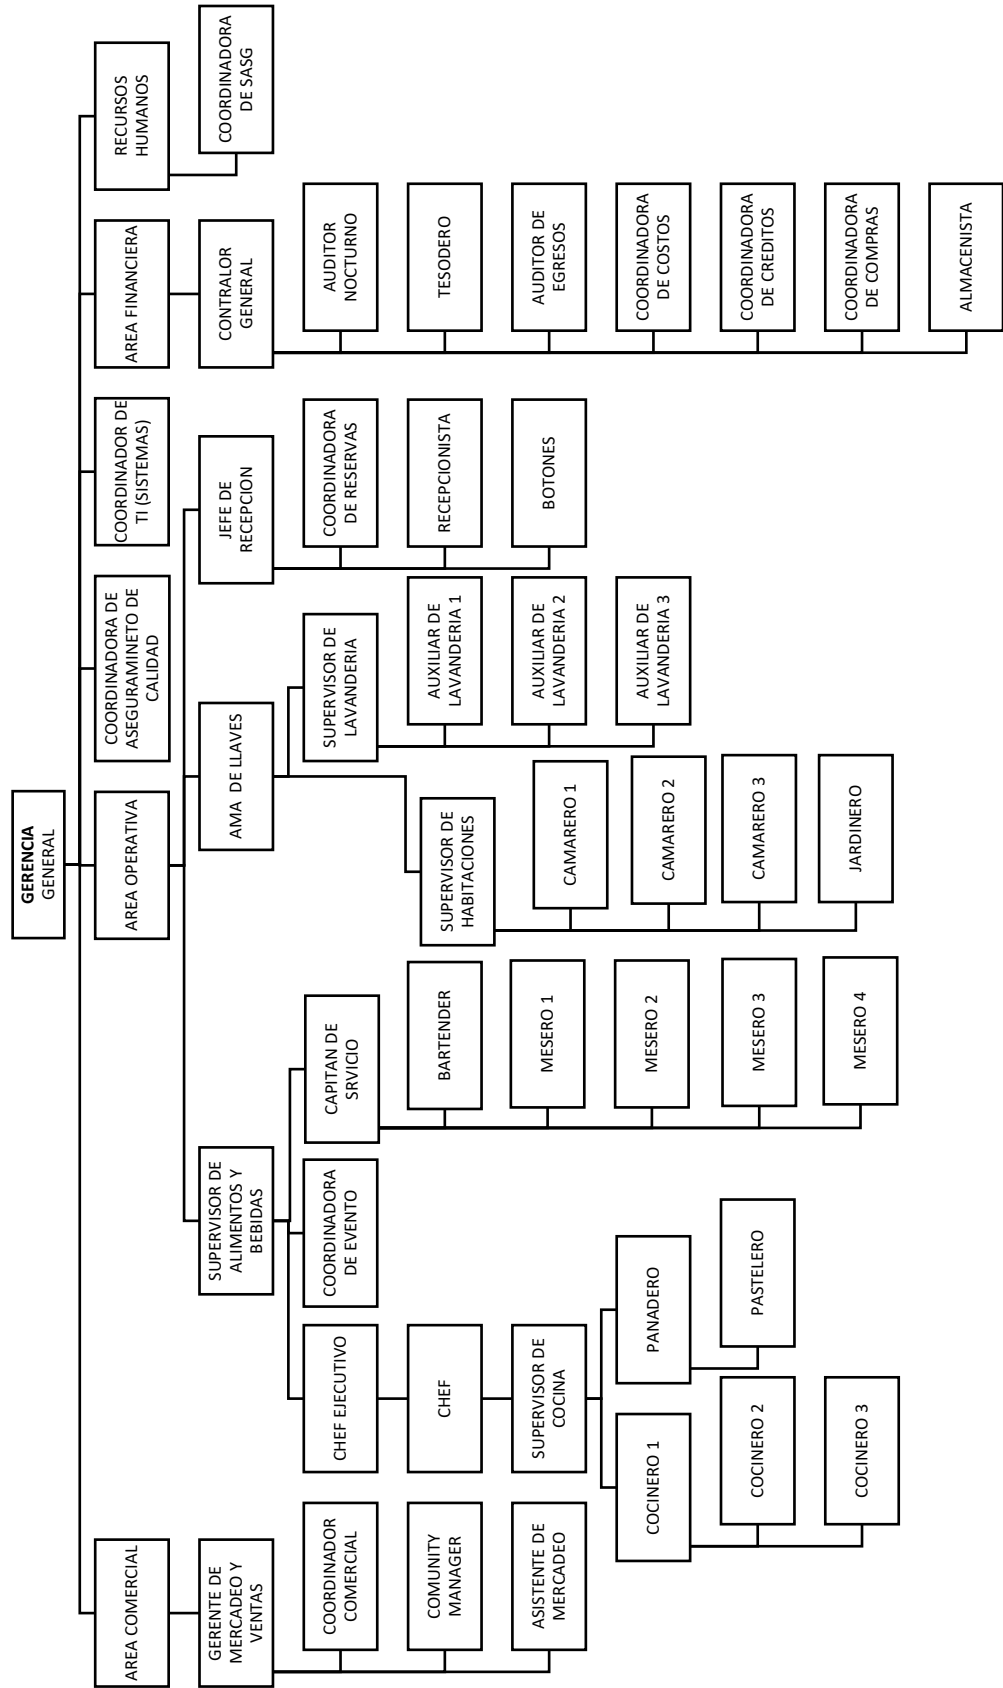 GERENCIA
GENERAL
AREA COMERCIAL
GERENTE DE
MERCADEO Y
VENTAS
COORDINADOR
COMERCIAL
COMUNITY
MANAGER
ASISTENTE DE
MERCADEO
AREA OPERATIVA
SUPERVISOR DE
ALIMENTOS Y
BEBIDAS
CHEF EJECUTIVO
CHEF
SUPERVISOR DE
COCINA
COCINERO 1
COCINERO 2
COCINERO 3
PANADERO
PASTELERO
COORDINADORA
DE EVENTO
CAPITAN DE
SRVICIO
BARTENDER
MESERO 1
MESERO 2
MESERO 3
MESERO 4
AMA DE LLAVES
SUPERVISOR DE
HABITACIONES
CAMARERO 1
CAMARERO 2
CAMARERO 3
JARDINERO
SUPERVISOR DE
LAVANDERIA
AUXILIAR DE
LAVANDERIA 1
AUXILIAR DE
LAVANDERIA 2
AUXILIAR DE
LAVANDERIA 3
JEFE DE
RECEPCION
COORDINADORA
DE RESERVAS
RECEPCIONISTA
BOTONES
COORDINADORA DE
ASEGURAMINETO DE
CALIDAD
COORDINADOR DE
TI (SISTEMAS)
AREA FINANCIERA
CONTRALOR
GENERAL
AUDITOR
NOCTURNO
TESODERO
AUDITOR DE
EGRESOS
COORDINADORA
DE COSTOS
COORDINADORA
DE CREDITOS
COORDINADORA
DE COMPRAS
ALMACENISTA
RECURSOS
HUMANOS
COORDINADORA
DE SASG